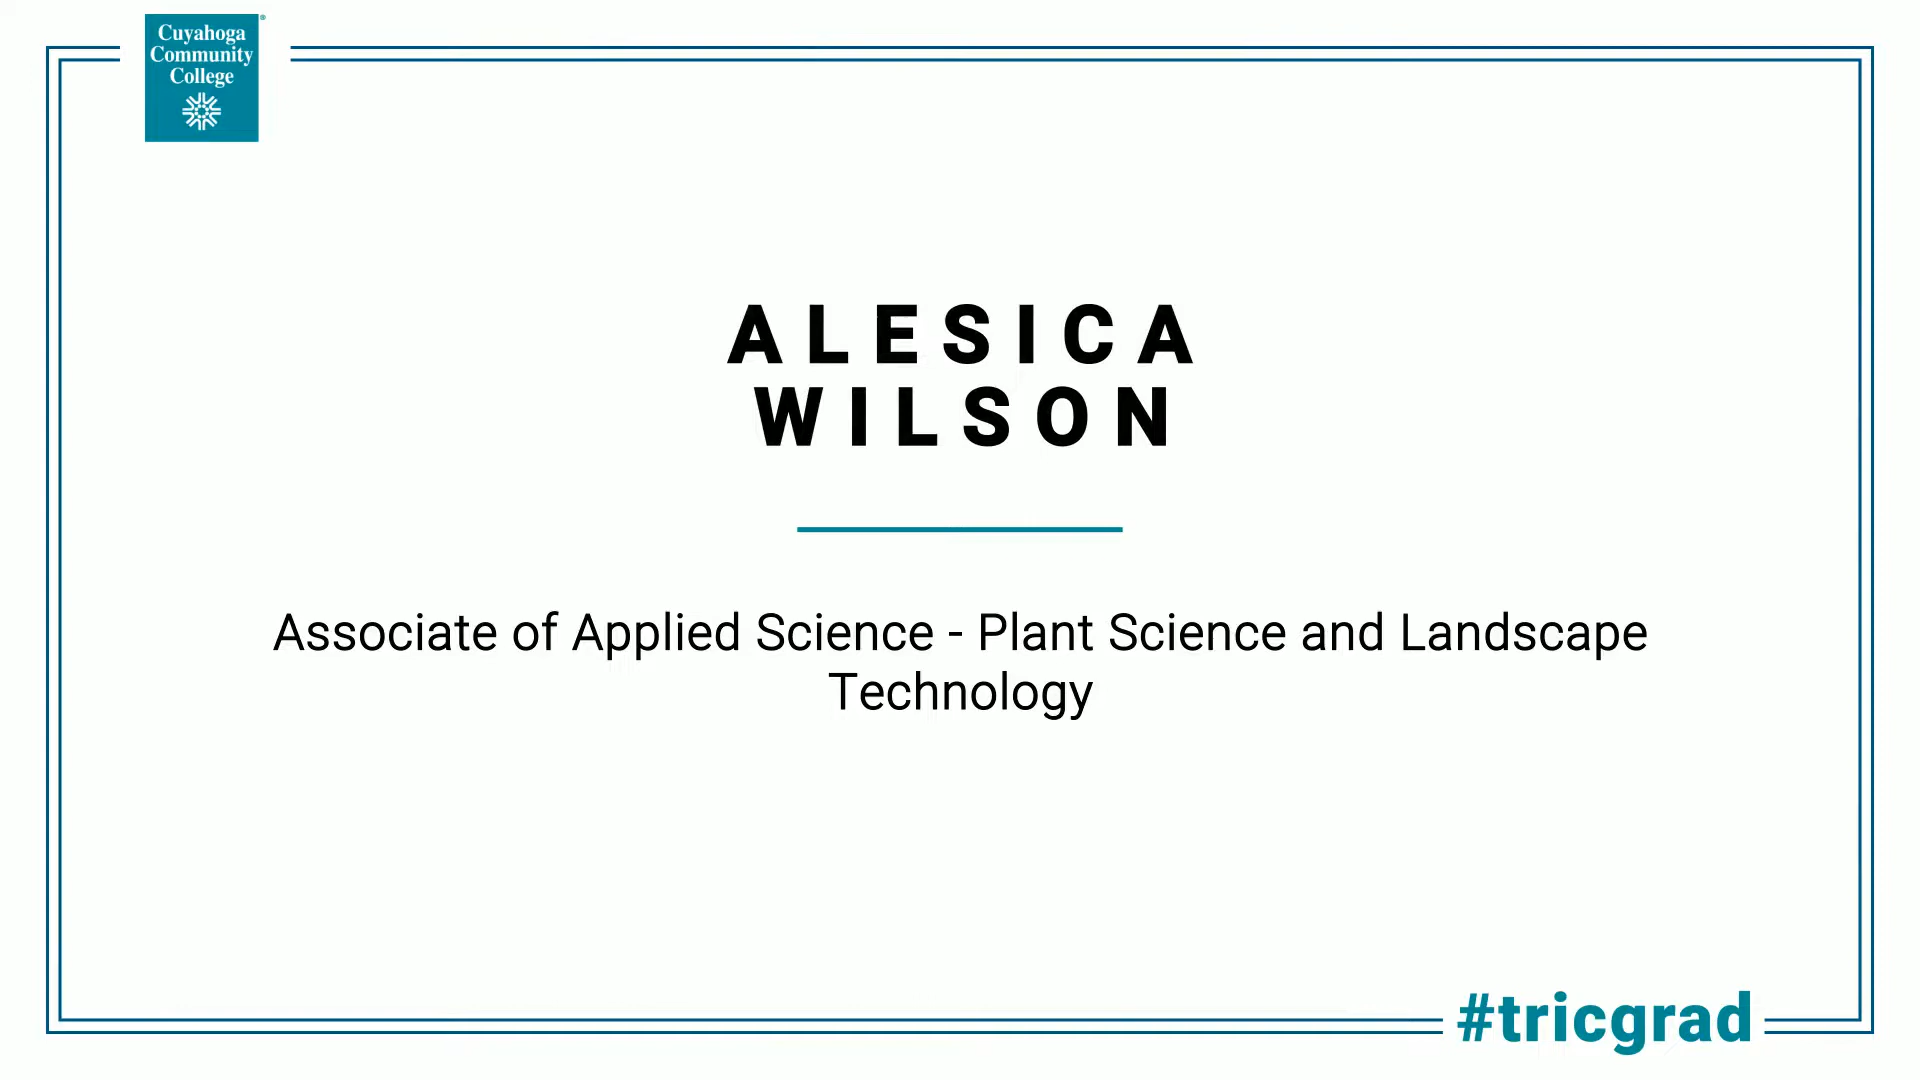 Cuyahoga
Community
College
ALESICA
WILSON
Associate of Applied Science - Plant Science and Landscape
Technology
#tricgrad